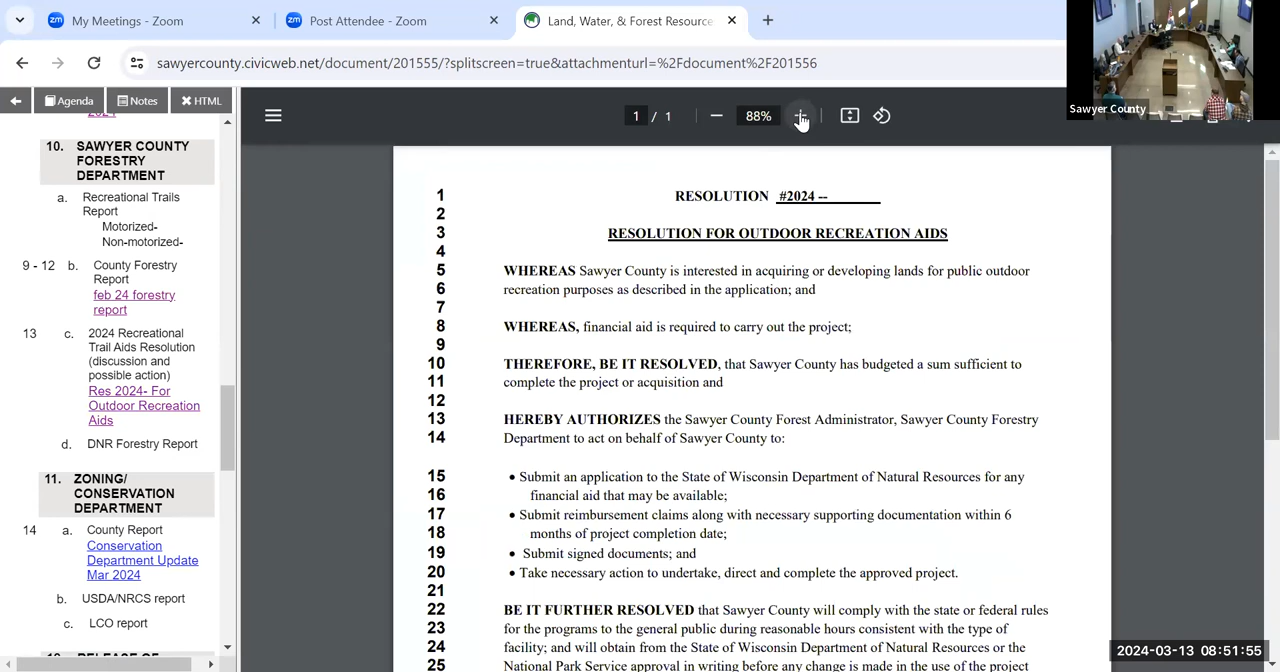 My Meetings - Zoom
Post Attendee - Zoom
Land, Water, & Forest Resource
sawyercounty.civicweb.net/document/201555/?splitscreen=true&attachmenturl=%2Fdocument%2F201556
Sawyer County
Agenda
Notes
HTML
1 / 1
88%
2024
10. SAWYER COUNTY
FORESTRY
DEPARTMENT
a. Recreational Trails
Report
Motorized-
Non-motorized-
9 - 12 b. County Forestry
Report
feb 24 forestry
report
13 c. 2024 Recreational
Trail Aids Resolution
(discussion and
possible action)
Res 2024- For
Outdoor Recreation
Aids
d. DNR Forestry Report
11. ZONING/
CONSERVATION
DEPARTMENT
14 a. County Report
Conservation
Department Update
Mar 2024
b. USDA/NRCS report
c. LCO report
1 RESOLUTION #2024 --
2
3 RESOLUTION FOR OUTDOOR RECREATION AIDS
4
5 WHEREAS Sawyer County is interested in acquiring or developing lands for public outdoor
6 recreation purposes as described in the application; and
7
8 WHEREAS, financial aid is required to carry out the project;
9
10 THEREFORE, BE IT RESOLVED, that Sawyer County has budgeted a sum sufficient to
11 complete the project or acquisition and
12
13 HEREBY AUTHORIZES the Sawyer County Forest Administrator, Sawyer County Forestry
14 Department to act on behalf of Sawyer County to:
15 • Submit an application to the State of Wisconsin Department of Natural Resources for any
16 financial aid that may be available;
17 • Submit reimbursement claims along with necessary supporting documentation within 6
18 months of project completion date;
19 • Submit signed documents; and
20 • Take necessary action to undertake, direct and complete the approved project.
21
22 BE IT FURTHER RESOLVED that Sawyer County will comply with the state or federal rules
23 for the programs to the general public during reasonable hours consistent with the type of
24 facility; and will obtain from the State of Wisconsin Department of Natural Resources or the
25 National Park Service approval in writing before any change is made in the use of the project
2024-03-13 08:51:55